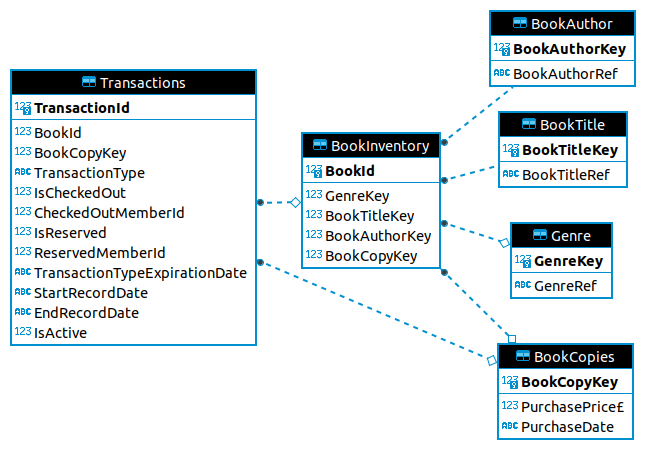 Transactions
123 TransactionId
123 BookId
123 BookCopyKey
ABC TransactionType
123 IsCheckedOut
123 CheckedOutMemberId
123 IsReserved
123 ReservedMemberId
ABC TransactionTypeExpirationDate
ABC StartRecordDate
ABC EndRecordDate
123 IsActive
BookInventory
123 BookId
123 GenreKey
123 BookTitleKey
123 BookAuthorKey
123 BookCopyKey
BookAuthor
123 BookAuthorKey
ABC BookAuthorRef
BookTitle
123 BookTitleKey
ABC BookTitleRef
Genre
123 GenreKey
ABC GenreRef
BookCopies
123 BookCopyKey
123 PurchasePrice£
ABC PurchaseDate